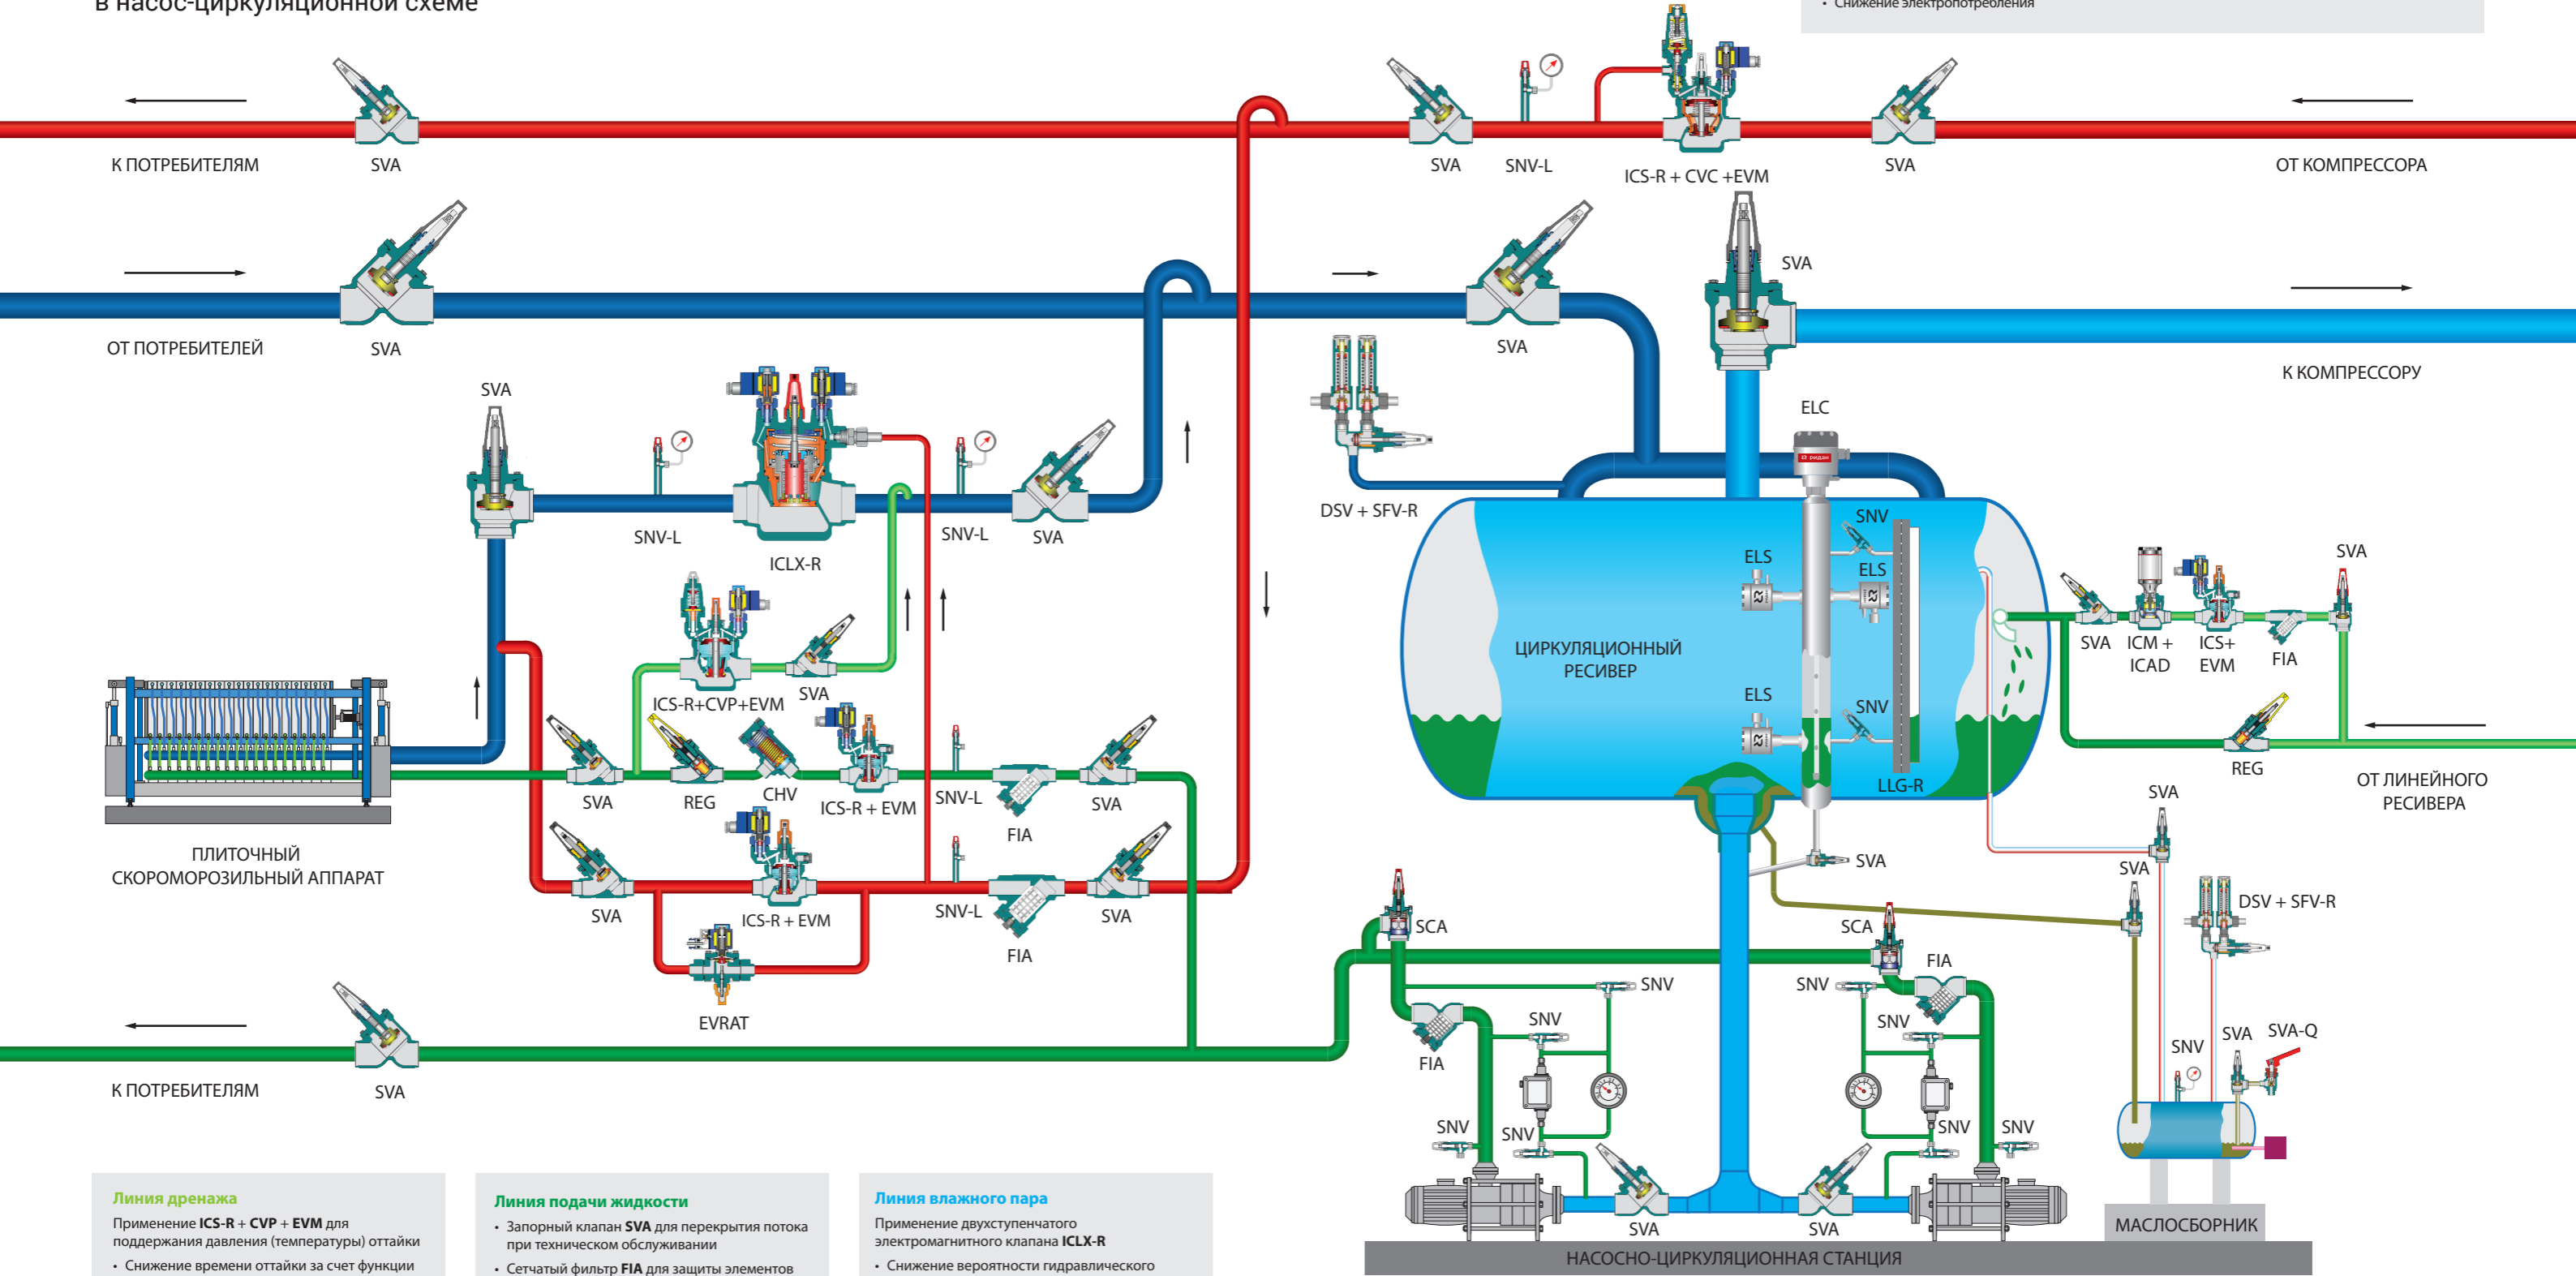 в насос-циркуляционной схеме
• Снижение электропотребления
К ПОТРЕБИТЕЛЯМ
SVA
SVA
SNV-L
ICS-R + CVC +EVM
SVA
ОТ КОМПРЕССОРА
ОТ ПОТРЕБИТЕЛЕЙ
SVA
SVA
SVA
К КОМПРЕССОРУ
SVA
SNV-L
ICLX-R
SNV-L
SVA
DSV + SFV-R
ELC
ридан
SNV
ELS
ELS
ЦИРКУЛЯЦИОННЫЙ
РЕСИВЕР
ELS
SNV
LLG-R
SVA
ICM +
ICAD
ICS+
EVM
FIA
SVA
REG
ОТ ЛИНЕЙНОГО
РЕСИВЕРА
ICS-R+CVP+EVM
SVA
SVA
REG
CHV
ICS-R + EVM
SNV-L
FIA
SVA
ПЛИТОЧНЫЙ
СКОРОМОРОЗИЛЬНЫЙ АППАРАТ
SVA
ICS-R + EVM
SNV-L
FIA
SVA
EVRAT
SVA
SVA
SVA
DSV + SFV-R
SCA
SCA
FIA
SNV
SNV
FIA
SNV
SNV
SNV
SNV
SNV
SNV
SVA
SVA
SNV
SVA
SVA-Q
МАСЛОСБОРНИК
НАСОСНО-ЦИРКУЛЯЦИОННАЯ СТАНЦИЯ
К ПОТРЕБИТЕЛЯМ
SVA
Линия дренажа
Применение ICS-R + CVP + EVM для
поддержания давления (температуры) оттайки
• Снижение времени оттайки за счет функции
Линия подачи жидкости
• Запорный клапан SVA для перекрытия потока
при техническом обслуживании
• Сетчатый фильтр FIA для защиты элементов
Линия влажного пара
Применение двухступенчатого
электромагнитного клапана ICLX-R
• Снижение вероятности гидравлического